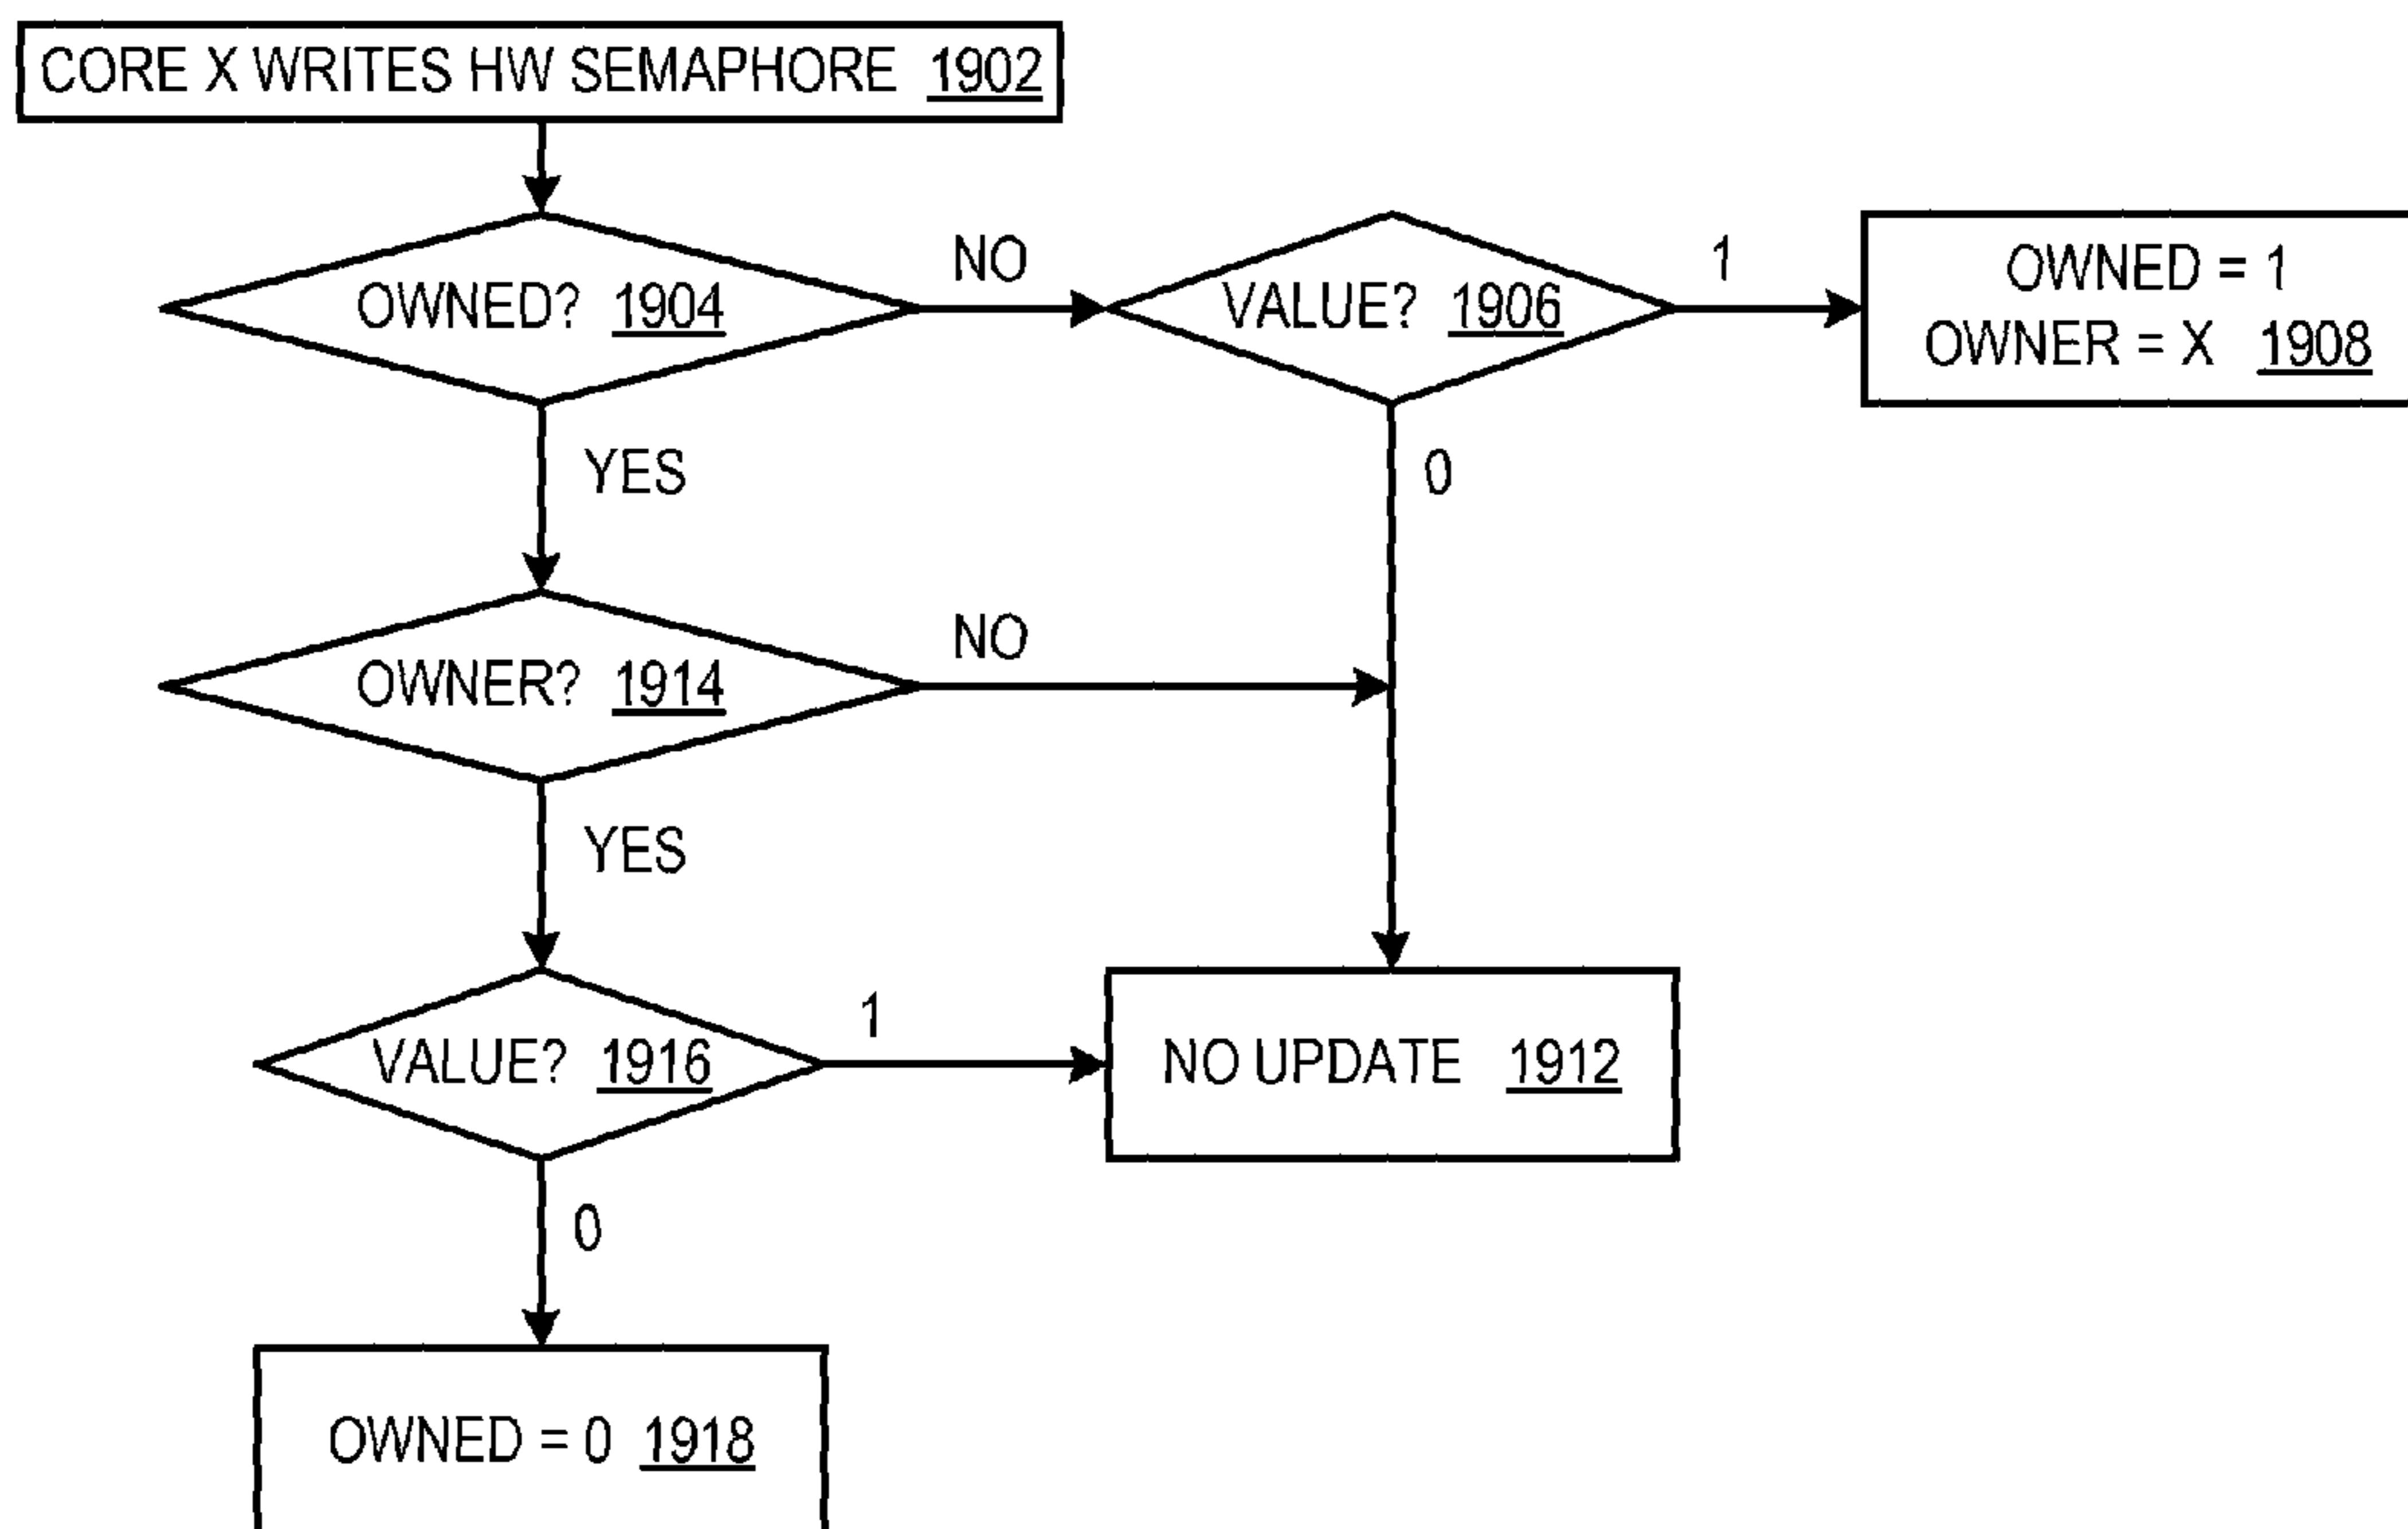 CORE X WRITES HW SEMAPHORE 1902
OWNED? 1904
NO
VALUE? 1906
1
OWNED = 1
OWNER = X 1908
YES
0
OWNER? 1914
NO
YES
VALUE? 1916
1
NO UPDATE 1912
0
OWNED = 0 1918